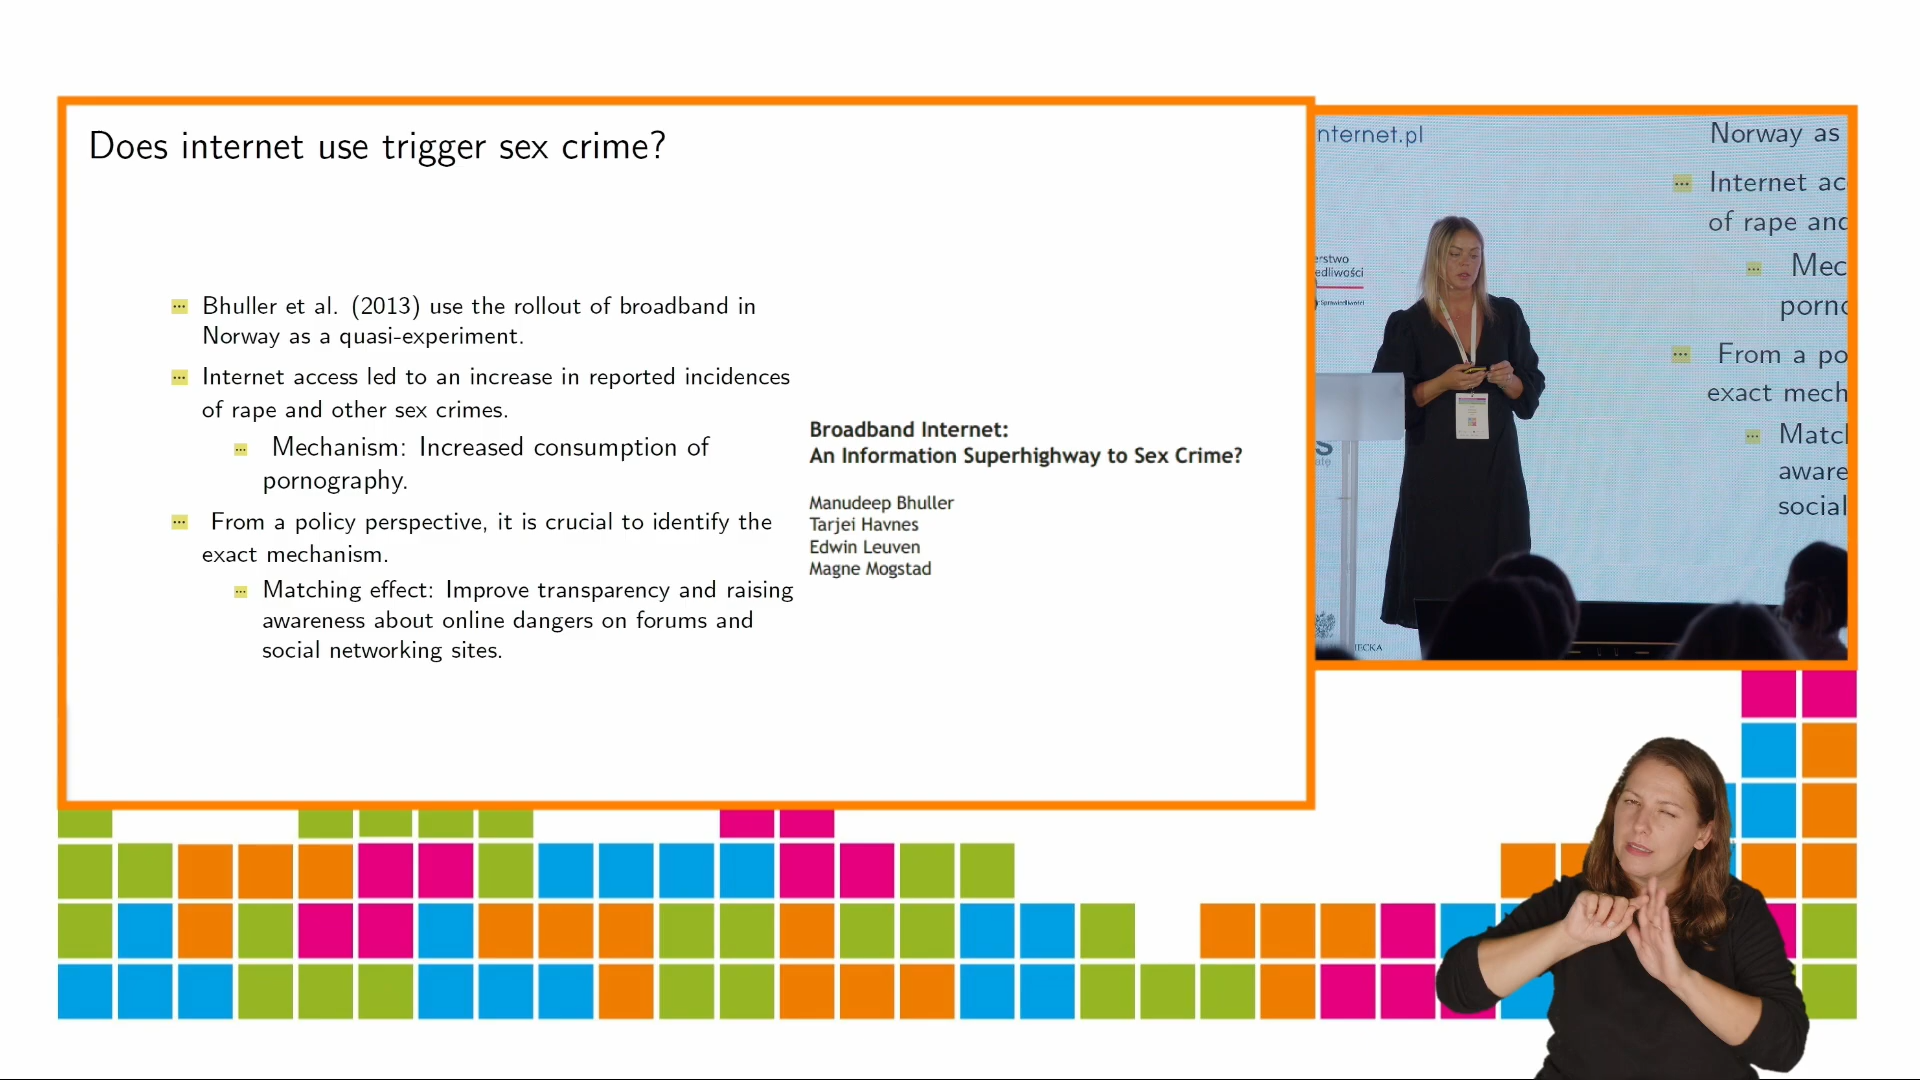 Does internet use trigger sex crime?
Bhuller et al. (2013) use the rollout of broadband in
Norway as a quasi-experiment.
Internet access led to an increase in reported incidences
of rape and other sex crimes.
Mechanism: Increased consumption of
pornography.
From a policy perspective, it is crucial to identify the
exact mechanism.
Matching effect: Improve transparency and raising
awareness about online dangers on forums and
social networking sites.
Broadband Internet:
An Information Superhighway to Sex Crime?
Manudeep Bhuller
Tarjei Havnes
Edwin Leuven
Magne Mogstad
nternet.pl
Norway as
Internet ac
of rape and
Mec
porno
From a po
exact mech
Matcl
aware
social
erstwo
edliwości
ECKA